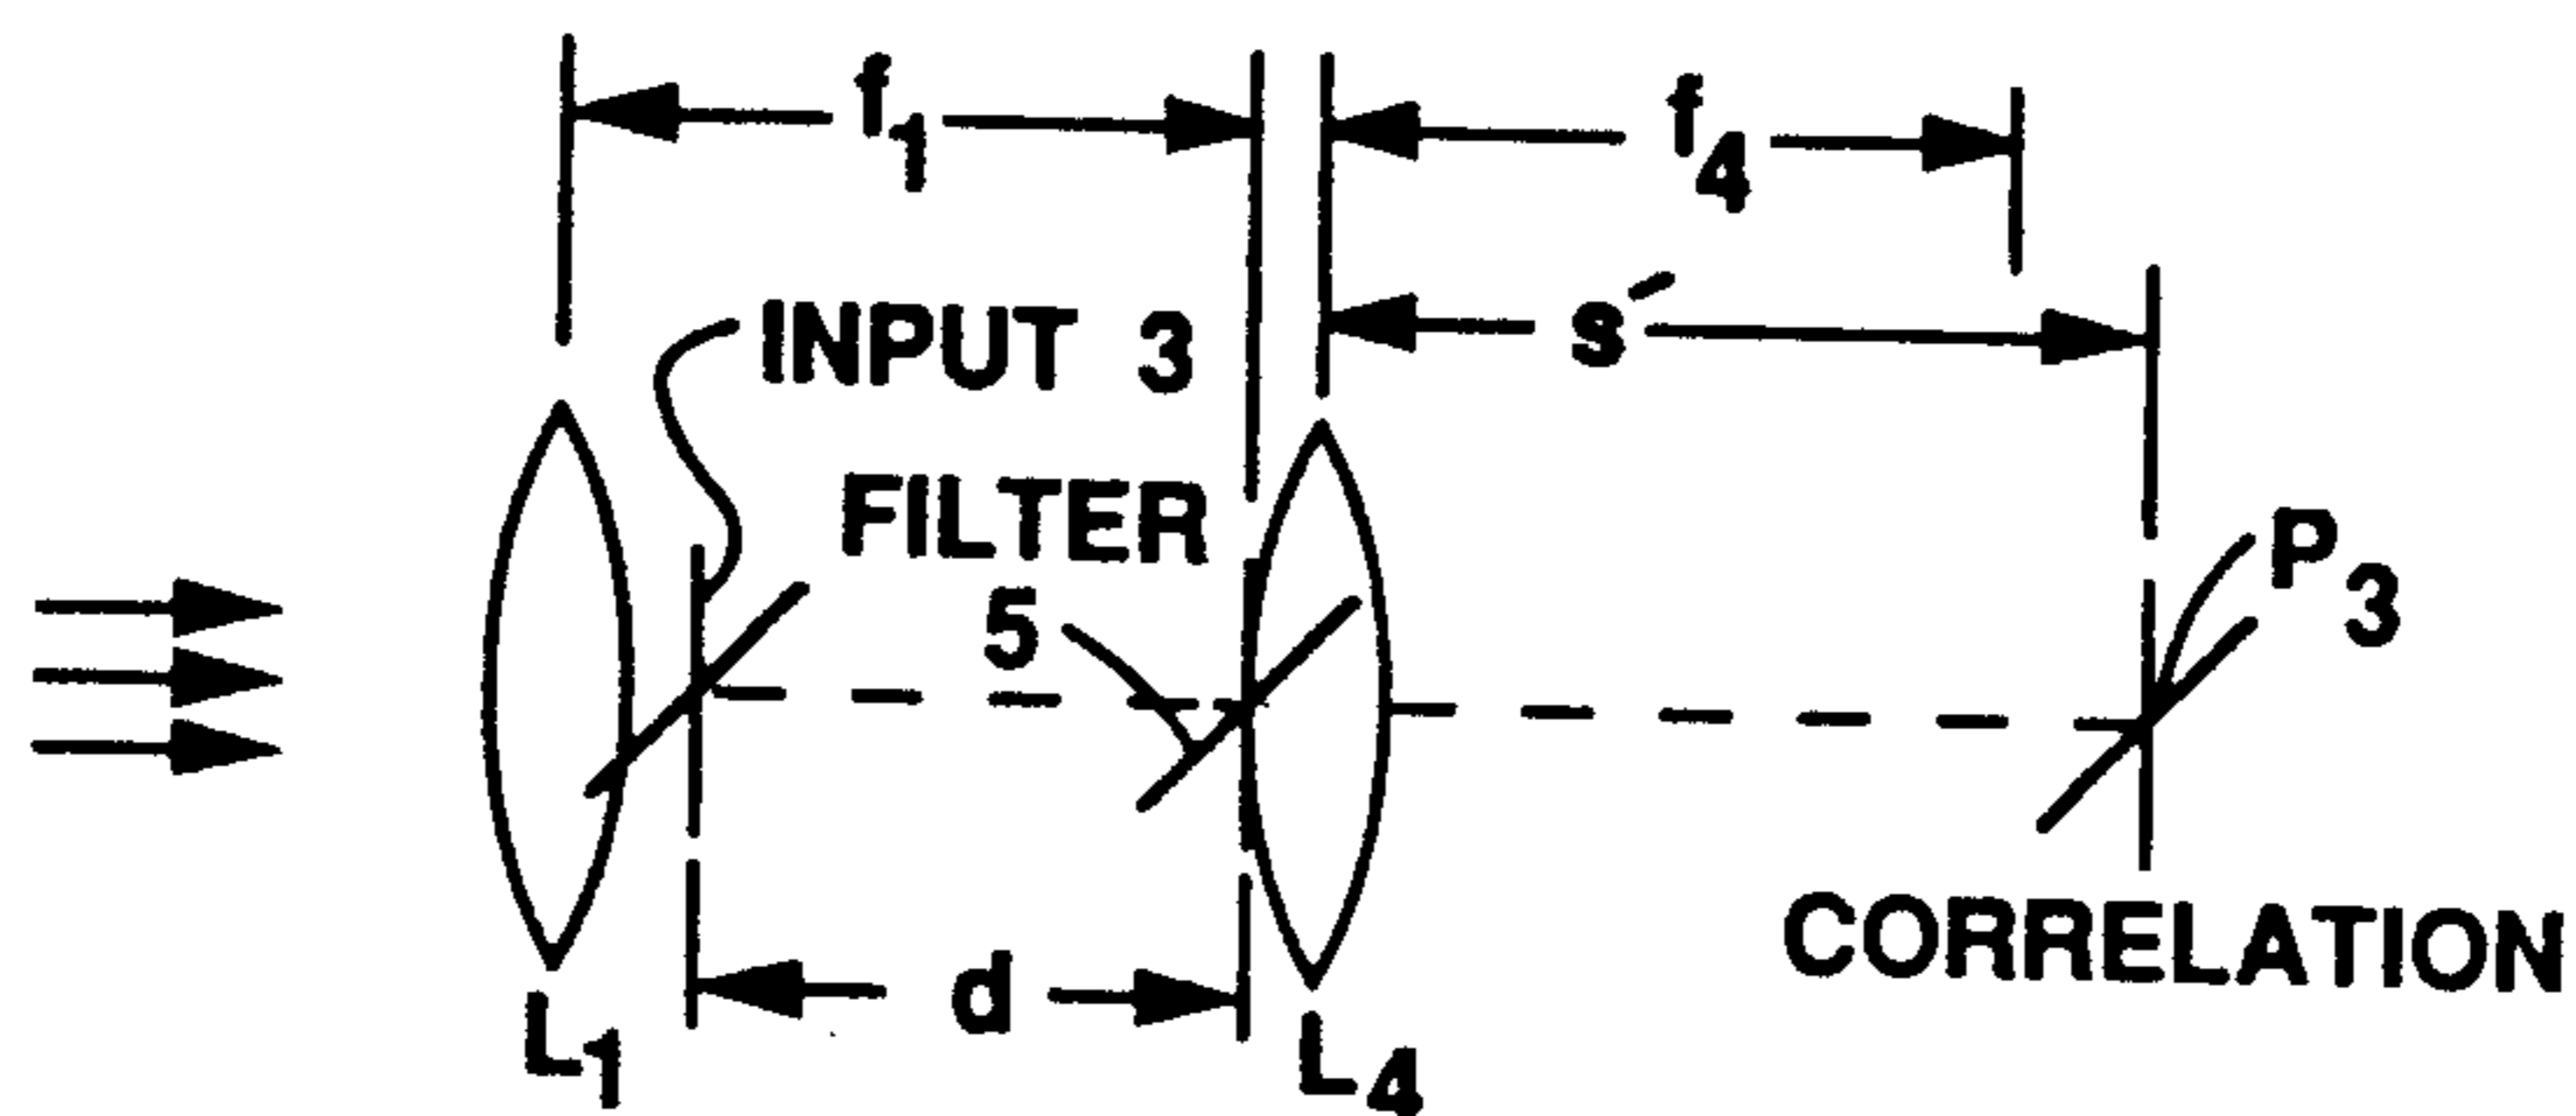 f1
f4
s′
INPUT 3
FILTER
5
P3
d
CORRELATION
L1
L4